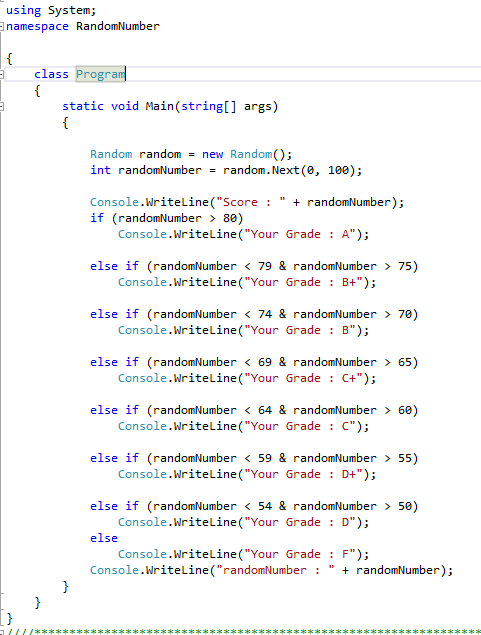 using System;
namespace RandomNumber
{
class Program
{
static void Main(string[] args)
{
Random random = new Random();
int randomNumber = random.Next(0, 100);
Console.WriteLine("Score : " + randomNumber);
if (randomNumber > 80)
Console.WriteLine("Your Grade : A");
else if (randomNumber < 79 & randomNumber > 75)
Console.WriteLine("Your Grade : B+");
else if (randomNumber < 74 & randomNumber > 70)
Console.WriteLine("Your Grade : B");
else if (randomNumber < 69 & randomNumber > 65)
Console.WriteLine("Your Grade : C+");
else if (randomNumber < 64 & randomNumber > 60)
Console.WriteLine("Your Grade : C");
else if (randomNumber < 59 & randomNumber > 55)
Console.WriteLine("Your Grade : D+");
else if (randomNumber < 54 & randomNumber > 50)
Console.WriteLine("Your Grade : D");
else
Console.WriteLine("Your Grade : F");
Console.WriteLine("randomNumber : " + randomNumber);
}
}
}
////****************************************************************